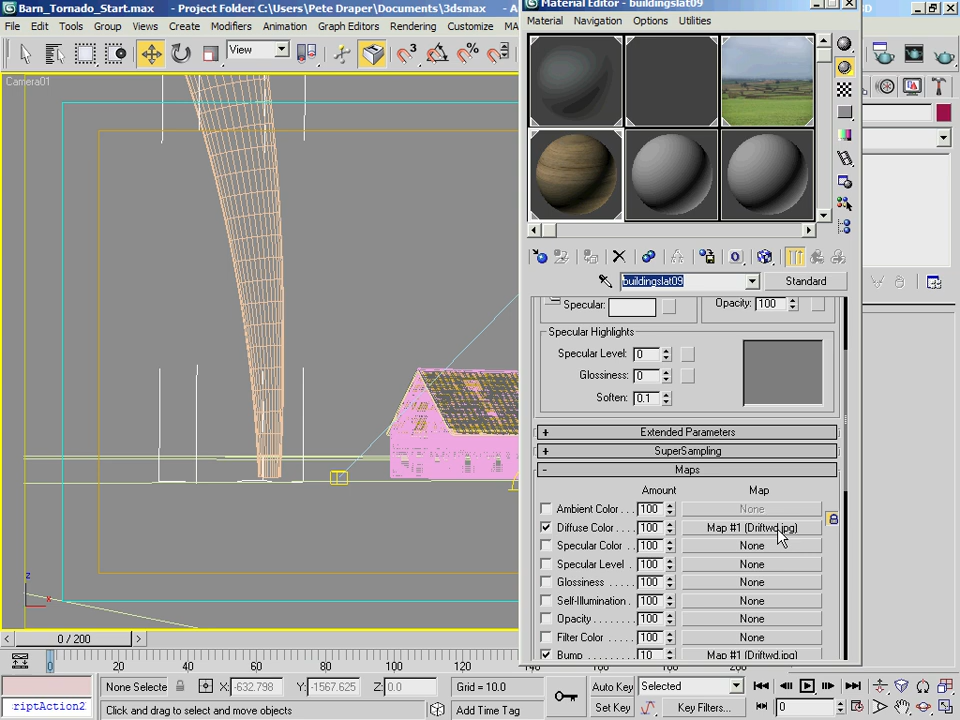 Barn_Tornado_Start.max - Project Folder: C:\Users\Pete Draper\Documents\3dsmax - A
File Edit Tools Group Views Create Modifiers Animation Graph Editors Rendering Customize M
View
Camera01
Material Editor - buildingslat09
Material Navigation Options Utilities
buildingslat09
Standard
Specular:
Opacity: 100
Specular Highlights
Specular Level: 0
Glossiness: 0
Soften: 0.1
+ Extended Parameters
+ SuperSampling
- Maps
Amount Map
Ambient Color . . . 100 None
Diffuse Color . . . . 100 Map #1 (Driftwd.jpg)
Specular Color . . 100 None
Specular Level . 100 None
Glossiness . . . . . 100 None
Self-Illumination . 100 None
Opacity . . . . . . . 100 None
Filter Color . . . . 100 None
Bump . . . . . . . 10 Map #1 (Driftwd.jpg)
z
x
< 0 / 200 >
0 20 40 60 80 100 120 140 160 180 200
None Selecte X: -632.798 Y: -1567.625 Z: 0.0 Grid = 10.0 Auto Key Selected
riptAction2 Click and drag to select and move objects Add Time Tag Set Key Key Filters... 0